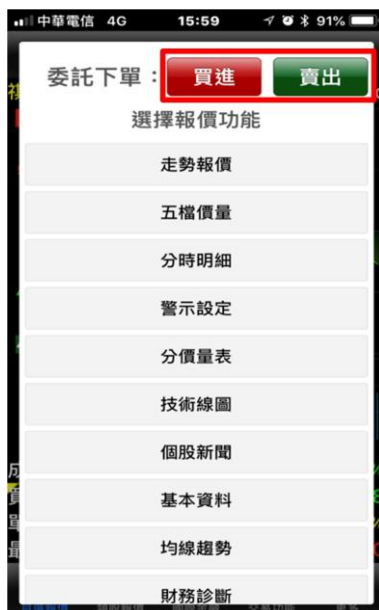 中華電信 4G 15:59 91%
委託下單： 買進 賣出
選擇報價功能
走勢報價
五檔價量
分時明細
警示設定
分價量表
技術線圖
個股新聞
基本資料
均線趨勢
財務診斷